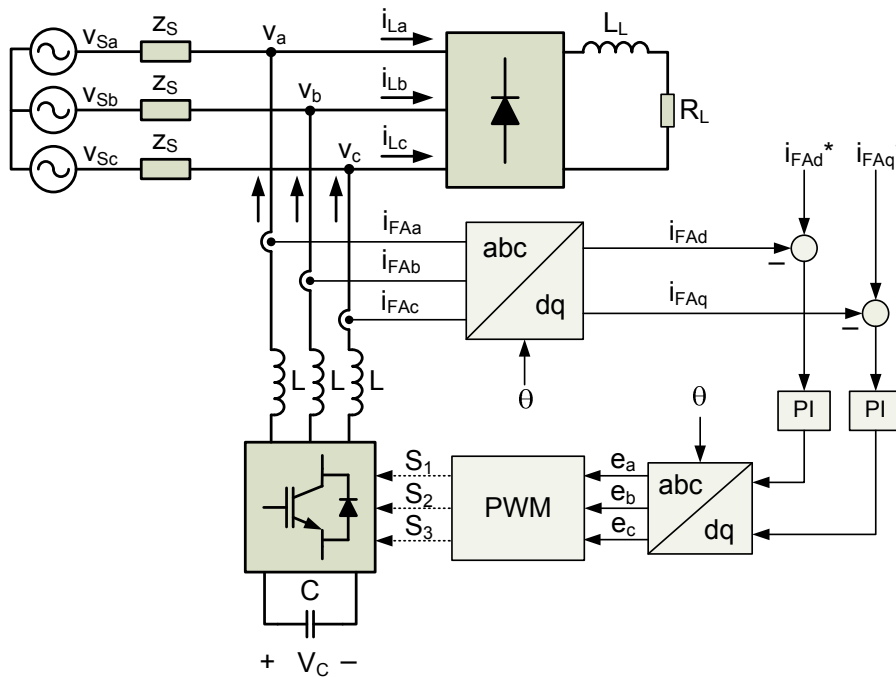 v_Sa z_S v_a i_La L_L
v_Sb z_S v_b i_Lb R_L
v_Sc z_S v_c i_Lc
i_FAd* i_FAq
i_FAa abc i_FAd
i_FAb
i_FAc dq i_FAq
− −
L L L θ θ
PI PI
S_1 PWM e_a abc
S_2 e_b
S_3 e_c dq
C
+ V_C −